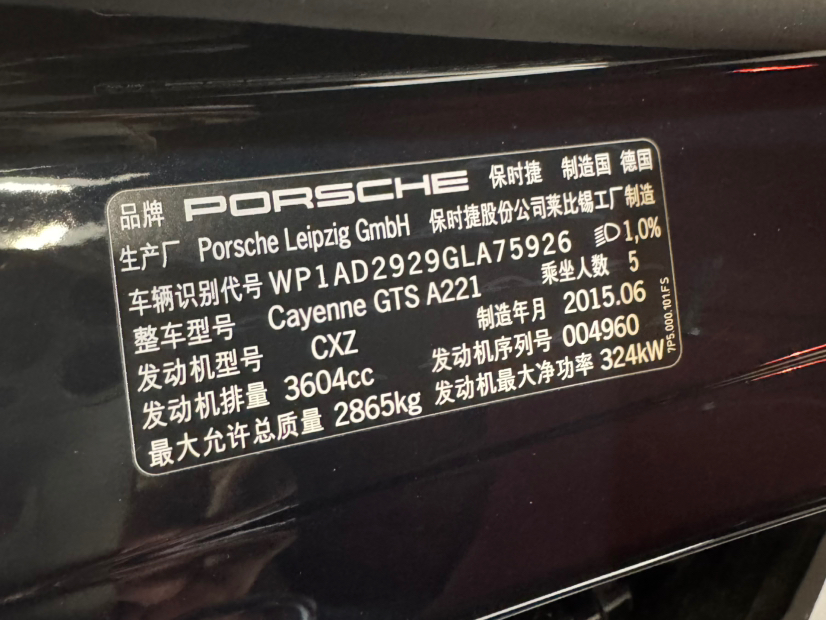 品牌 PORSCHE 保时捷 制造国 德国
生产厂 Porsche Leipzig GmbH 保时捷股份公司莱比锡工厂制造
车辆识别代号 WP1AD2929GLA75926 1,0%
整车型号 Cayenne GTS A221 乘坐人数 5
发动机型号 CXZ 制造年月 2015.06
发动机排量 3604cc 发动机序列号 004960
最大允许总质量 2865kg 发动机最大净功率 324kW
7P5.000.101.FS